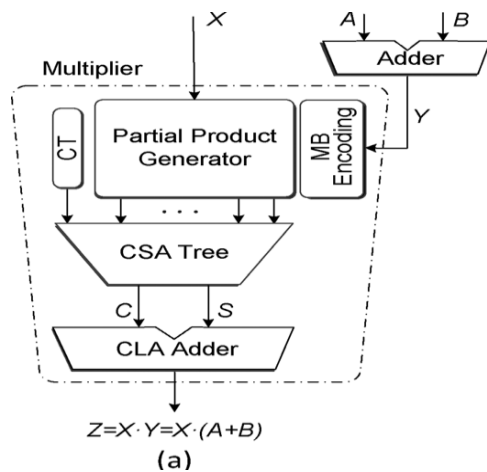 X
A
B
Adder
Multiplier
Y
CT
Partial Product
Generator
MB
Encoding
...
CSA Tree
C
S
CLA Adder
Z=X·Y=X·(A+B)
(a)